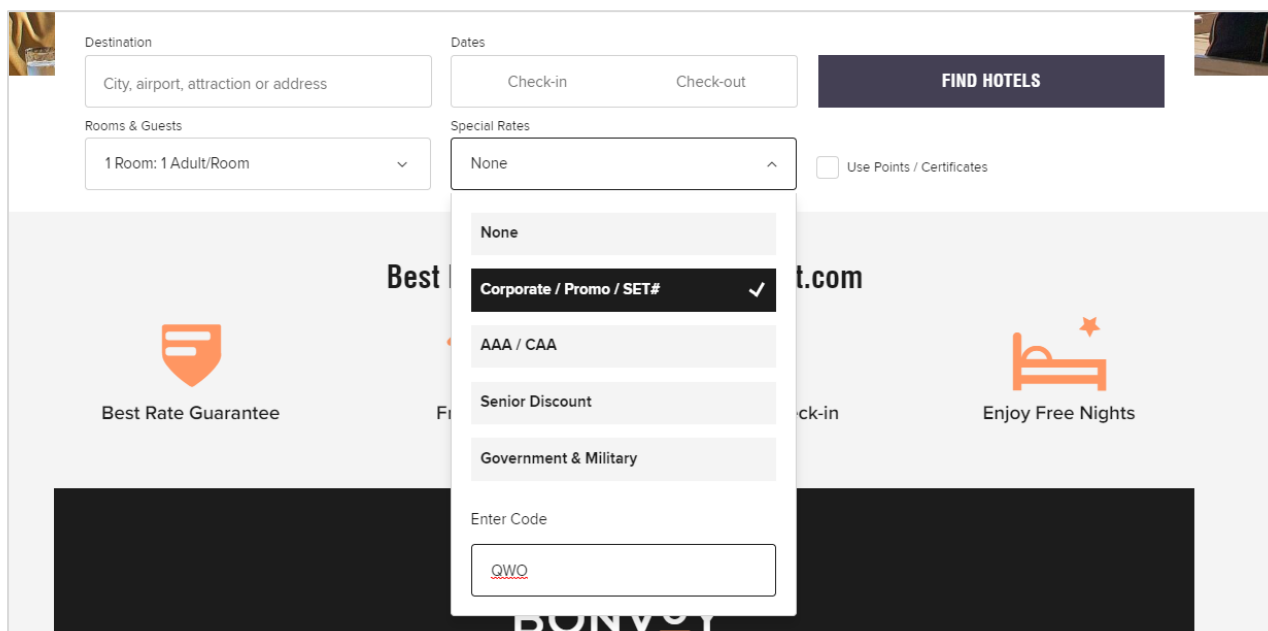 Destination
Dates
City, airport, attraction or address
Check-in
Check-out
FIND HOTELS
Rooms & Guests
Special Rates
1 Room: 1 Adult/Room
None
Use Points / Certificates
None
Best
t.com
Corporate / Promo / SET#
AAA / CAA
Senior Discount
Best Rate Guarantee
ck-in
Enjoy Free Nights
Government & Military
Enter Code
QWO
BONVOY